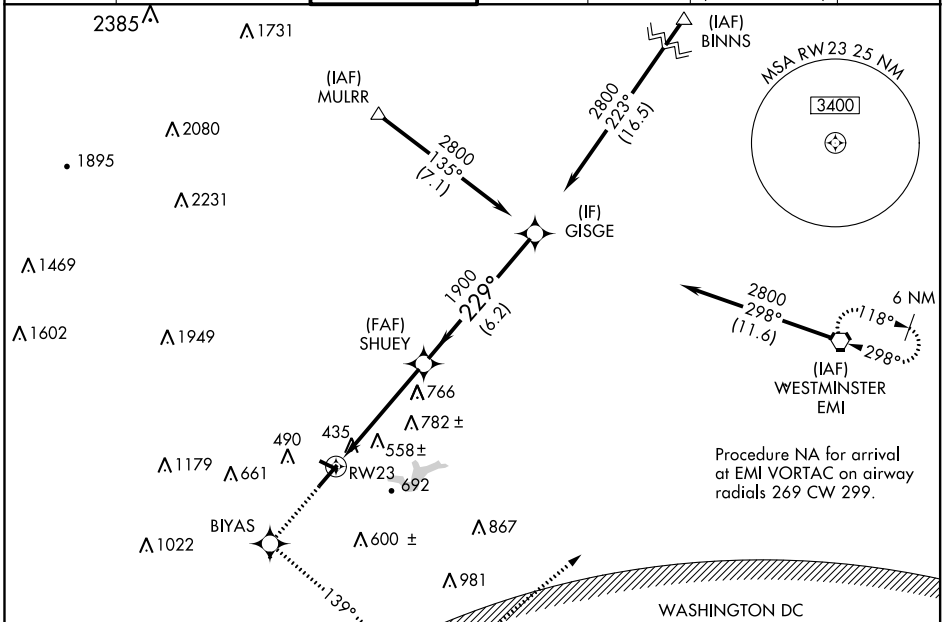 2385
1731
(IAF)
BINNS
MSA RW 23 25 NM
3400
(IAF)
MULRR
2800
223°
(16.5)
2080
2800
135°
(7.1)
1895
2231
(IF)
GISGE
1469
1900
229°
(6.2)
2800
298°
(11.6)
6 NM
118°
298°
1602
1949
(FAF)
SHUEY
(IAF)
WESTMINSTER
EMI
766
782 ±
435
558 ±
490
1179
661
RW23
692
Procedure NA for arrival
at EMI VORTAC on airway
radials 269 CW 299.
BIYAS
1022
600 ±
867
981
139°
WASHINGTON DC